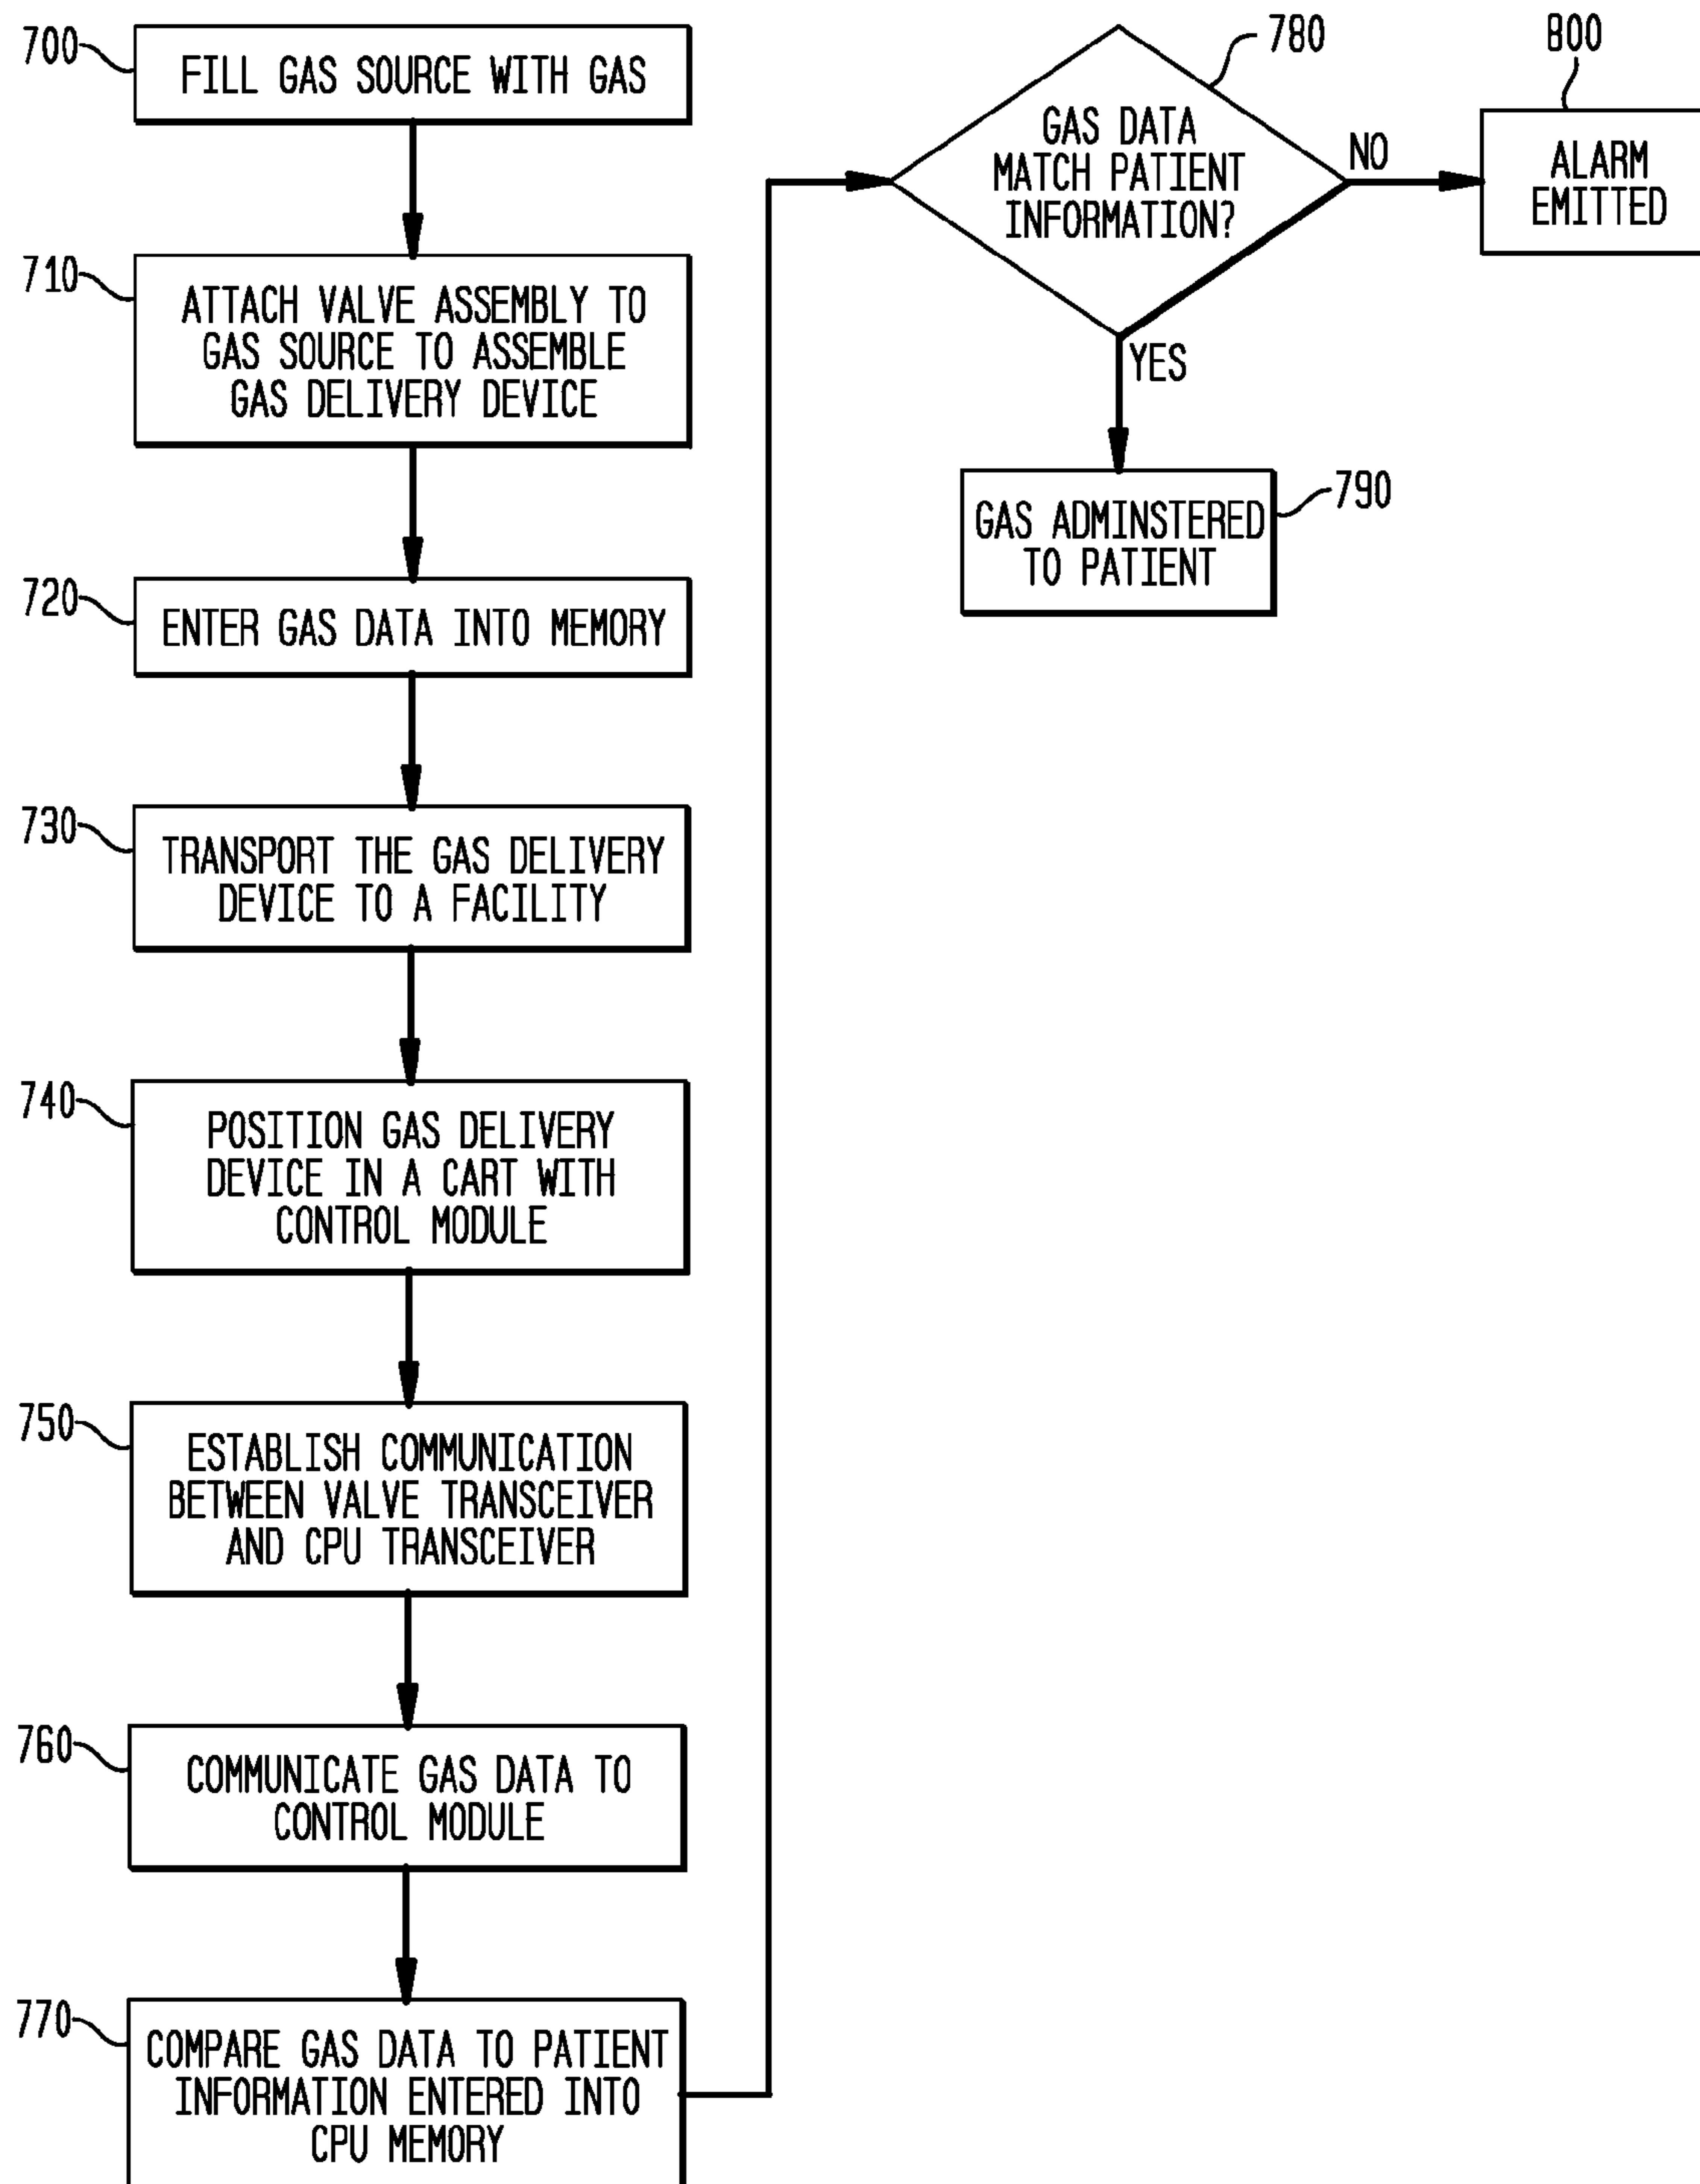 700
FILL GAS SOURCE WITH GAS
710
ATTACH VALVE ASSEMBLY TO
GAS SOURCE TO ASSEMBLE
GAS DELIVERY DEVICE
720
ENTER GAS DATA INTO MEMORY
730
TRANSPORT THE GAS DELIVERY
DEVICE TO A FACILITY
740
POSITION GAS DELIVERY
DEVICE IN A CART WITH
CONTROL MODULE
750
ESTABLISH COMMUNICATION
BETWEEN VALVE TRANSCEIVER
AND CPU TRANSCEIVER
760
COMMUNICATE GAS DATA TO
CONTROL MODULE
770
COMPARE GAS DATA TO PATIENT
INFORMATION ENTERED INTO
CPU MEMORY
780
GAS DATA
MATCH PATIENT
INFORMATION?
NO
800
ALARM
EMITTED
YES
790
GAS ADMINSTERED
TO PATIENT